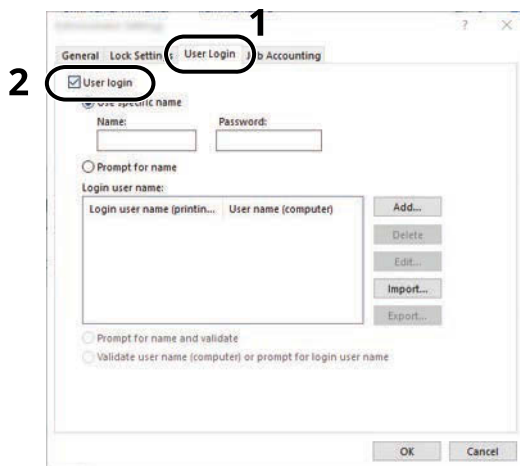 1
?
General Lock Settings User Login Job Accounting
2
User login
Use specific name
Name: Password:
Prompt for name
Login user name:
Login user name (printin... User name (computer)
Add...
Delete
Edit...
Import...
Export...
Prompt for name and validate
Validate user name (computer) or prompt for login user name
OK Cancel